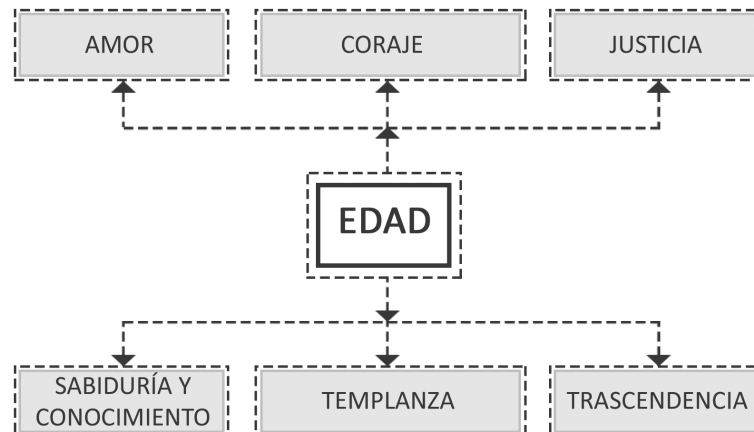 AMOR
CORAJE
JUSTICIA
EDAD
SABIDURÍA Y
CONOCIMIENTO
TEMPLANZA
TRASCENDENCIA